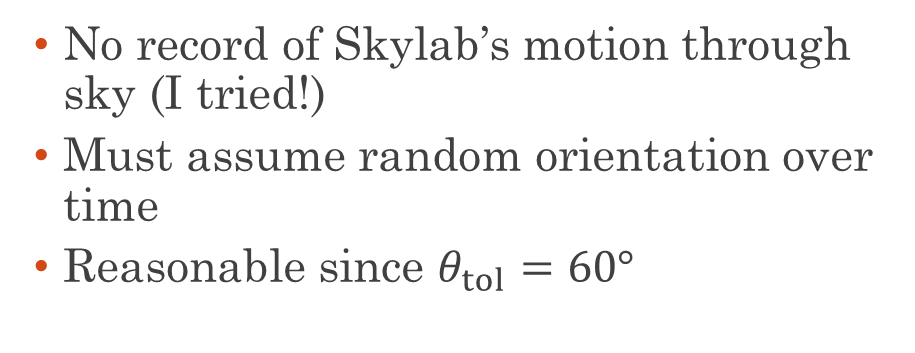 • No record of Skylab’s motion through
sky (I tried!)
• Must assume random orientation over
time
• Reasonable since θ_tol = 60°